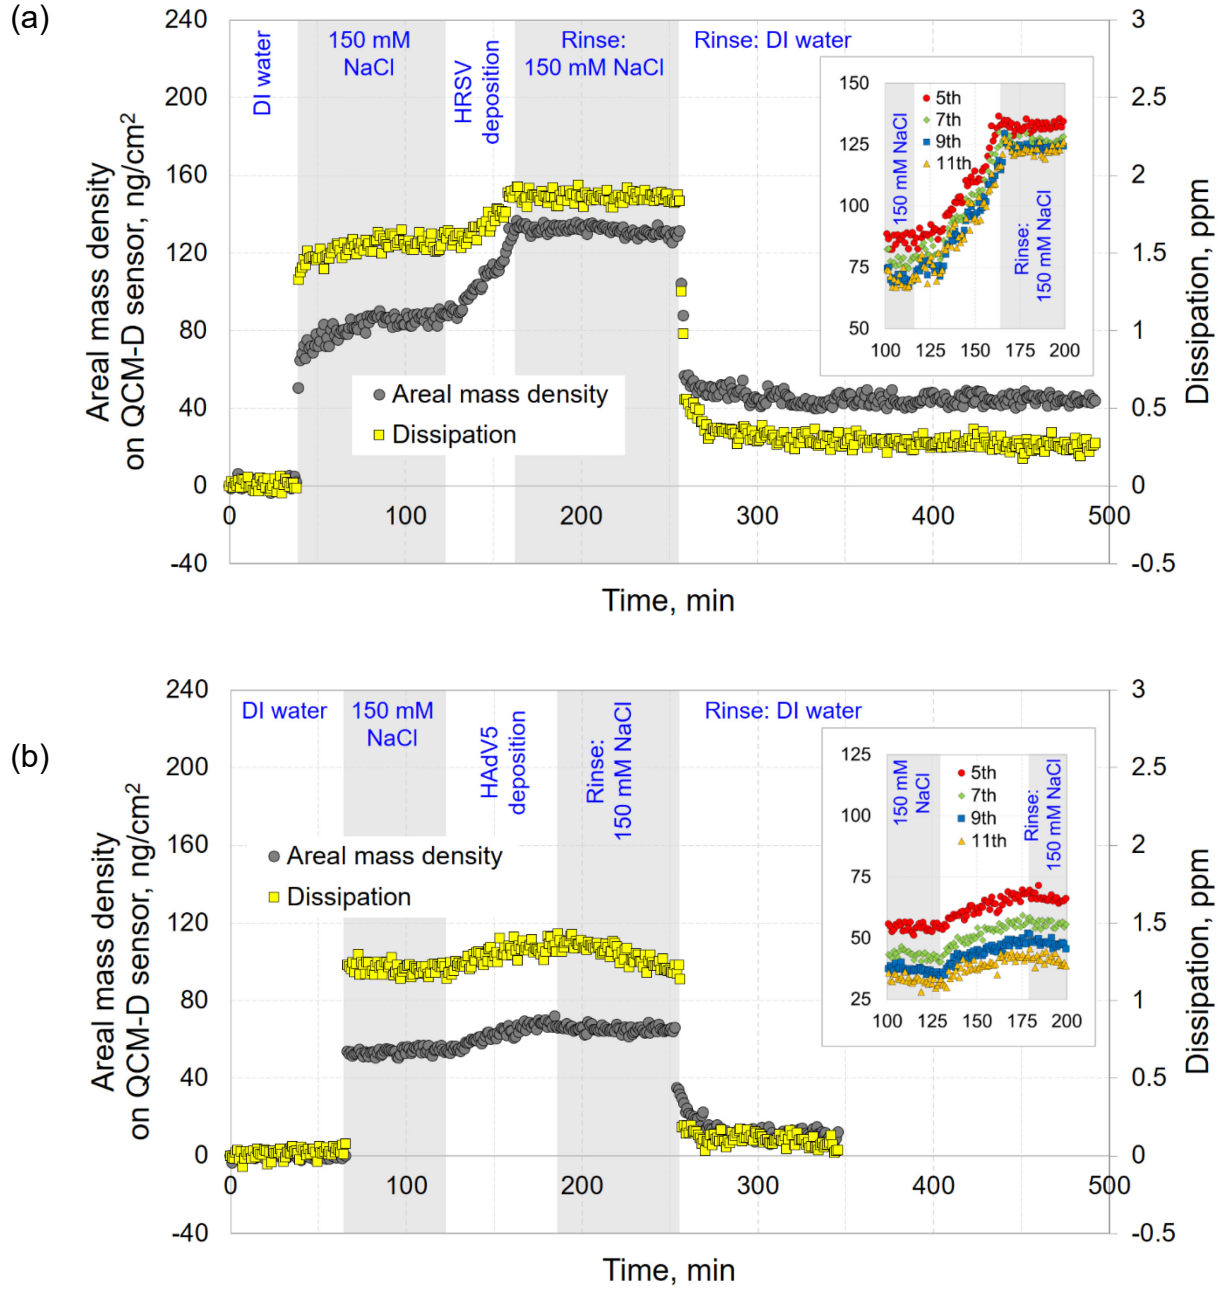 (a)
240
200
160
120
80
40
0
-40
Areal mass density
on QCM-D sensor, ng/cm2
DI water
150 mM
NaCl
HRSV
deposition
Rinse:
150 mM NaCl
Rinse: DI water
Areal mass density
Dissipation
0
100
200
300
400
500
Time, min
3
2.5
2
1.5
1
0.5
0
-0.5
Dissipation, ppm
150
125
100
75
50
100
125
150
175
200
150 mM NaCl
5th
7th
9th
11th
Rinse:
150 mM NaCl
(b)
240
200
160
120
80
40
0
-40
Areal mass density
on QCM-D sensor, ng/cm2
DI water
150 mM
NaCl
HAdV5
deposition
Rinse:
150 mM NaCl
Rinse: DI water
Areal mass density
Dissipation
0
100
200
300
400
500
Time, min
3
2.5
2
1.5
1
0.5
0
-0.5
Dissipation, ppm
125
100
75
50
25
100
125
150
175
200
150 mM
NaCl
5th
7th
9th
11th
Rinse:
150 mM NaCl